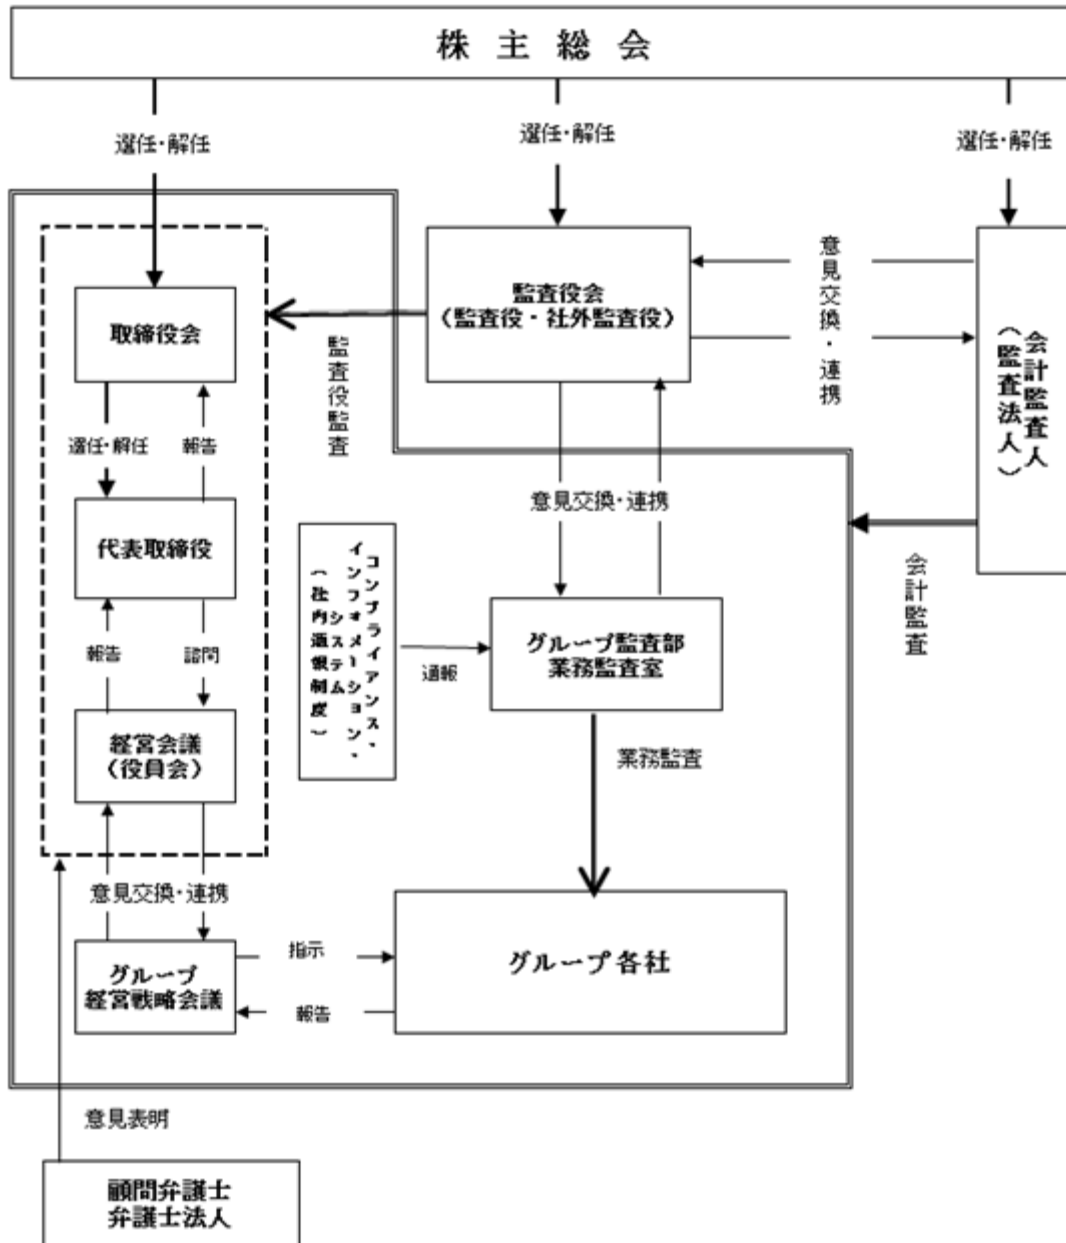 株主総会
選任・解任
選任・解任
選任・解任
監査役会
（監査役・社外監査役）
意見交換・連携
会計監査人
（監査法人）
取締役会
監査役監査
選任・解任
報告
意見交換・連携
代表取締役
コンプライアンス・
インフォメーション・
システム
（社内通報制度）
通報
グループ監査部
業務監査室
会計監査
報告
諮問
経営会議
（役員会）
業務監査
意見交換・連携
グループ
経営戦略会議
指示
報告
グループ各社
意見表明
顧問弁護士
弁護士法人